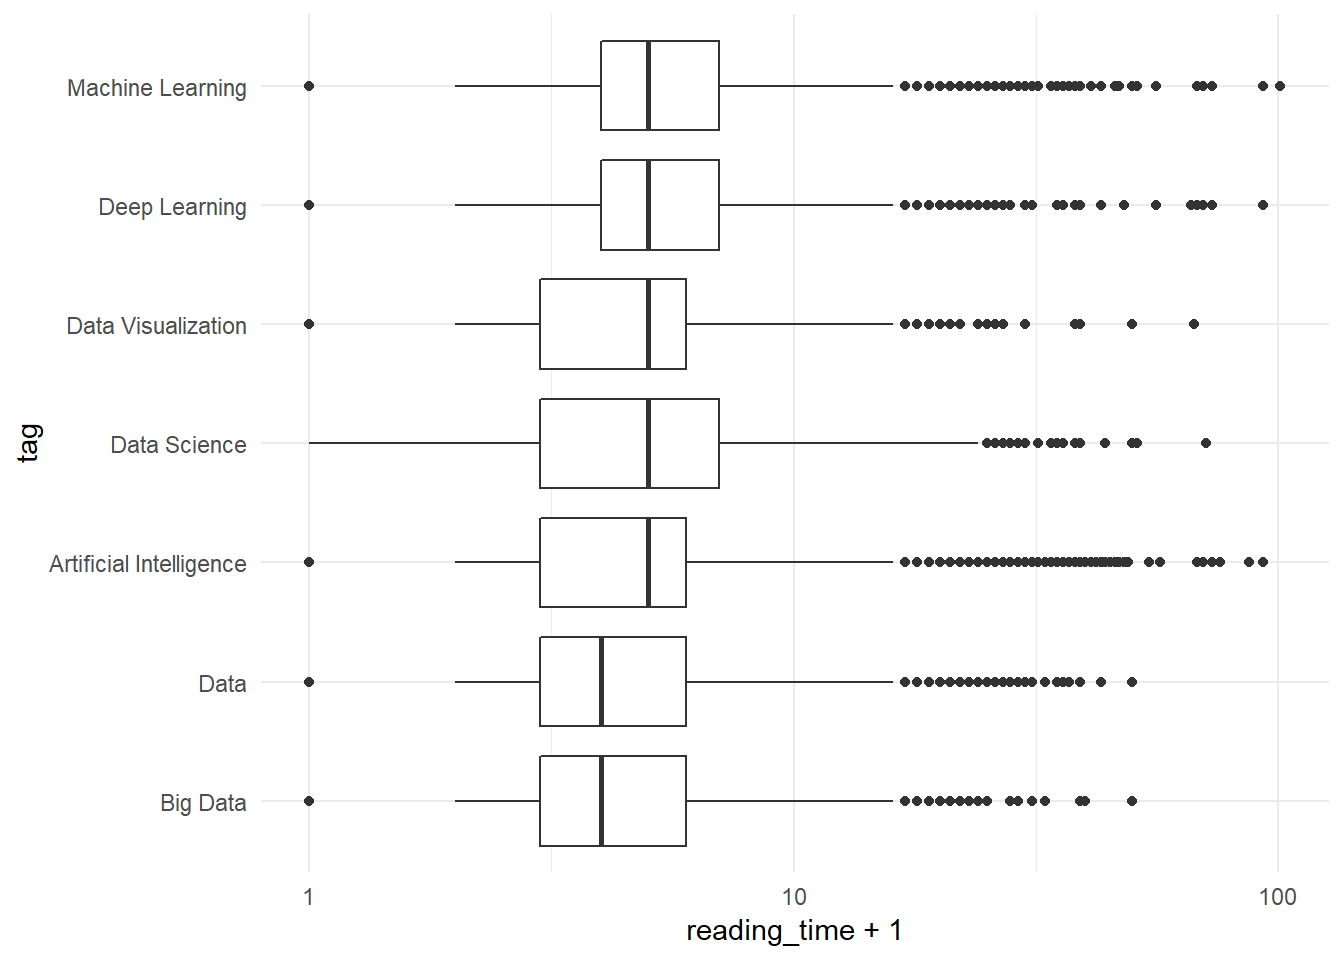 Machine Learning
Deep Learning
Data Visualization
Data Science
Artificial Intelligence
Data
Big Data
tag
1 10 100
reading_time + 1